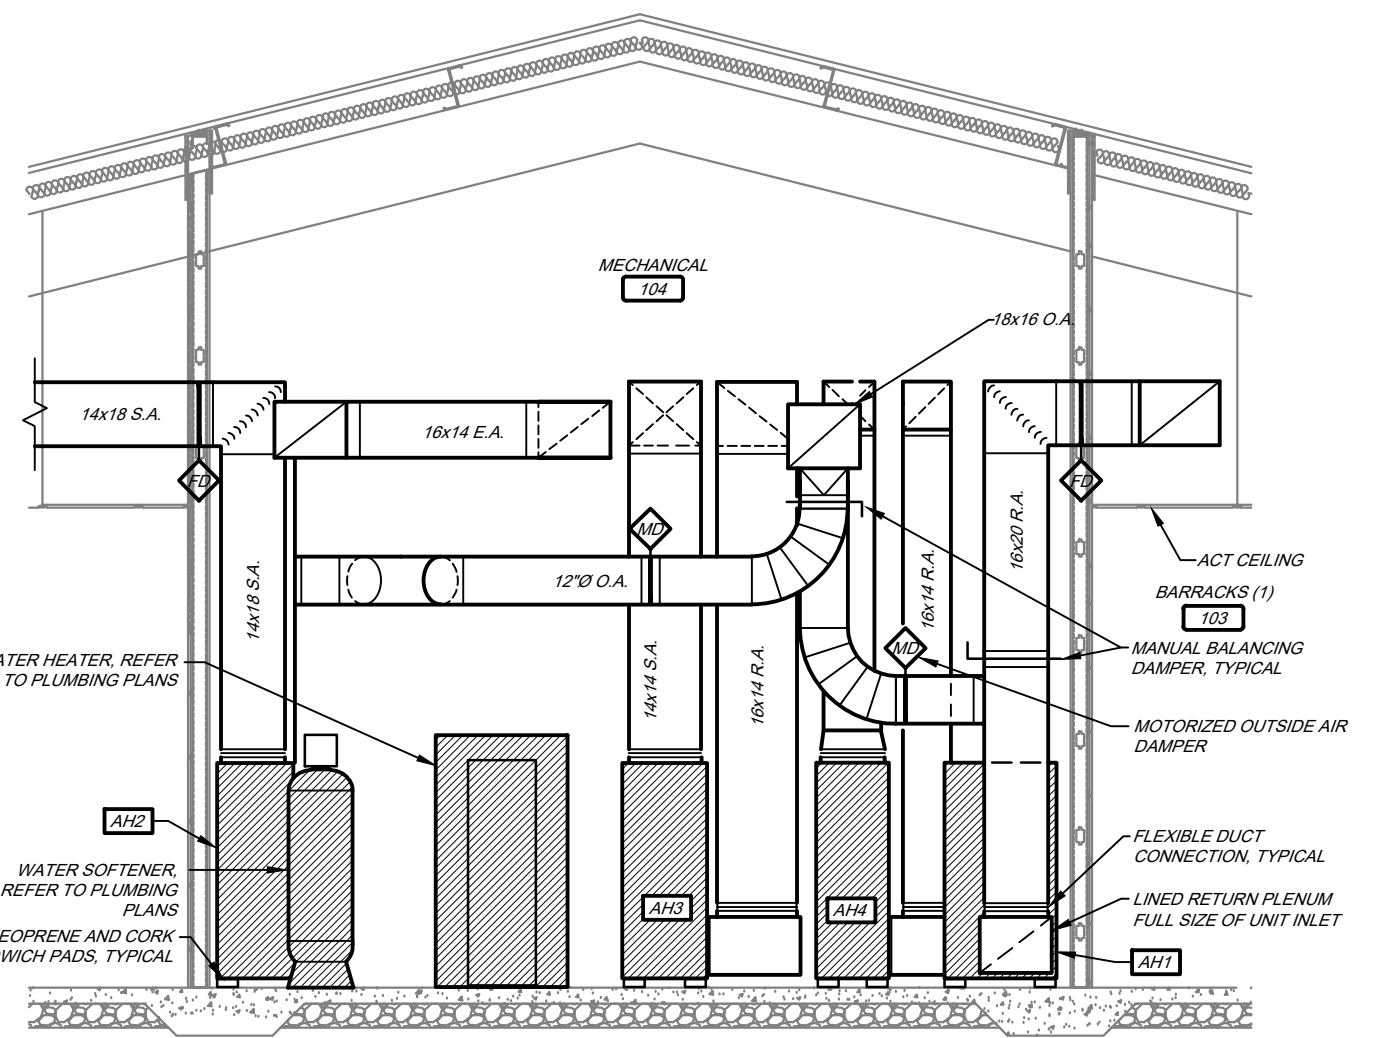 MECHANICAL
104
18x16 O.A.
14x18 S.A.
16x14 E.A.
FD
FD
MD
12"Ø O.A.
14x18 S.A.
14x14 S.A.
16x14 R.A.
16x14 R.A.
16x20 R.A.
ACT CEILING
BARRACKS (1)
103
MD
MANUAL BALANCING
DAMPER, TYPICAL
HEATER, REFER
TO PLUMBING PLANS
MOTORIZED OUTSIDE AIR
DAMPER
AH2
WATER SOFTENER,
REFER TO PLUMBING
PLANS
AND CORK
PADS, TYPICAL
AH3
AH4
FLEXIBLE DUCT
CONNECTION, TYPICAL
LINED RETURN PLENUM
FULL SIZE OF UNIT INLET
AH1